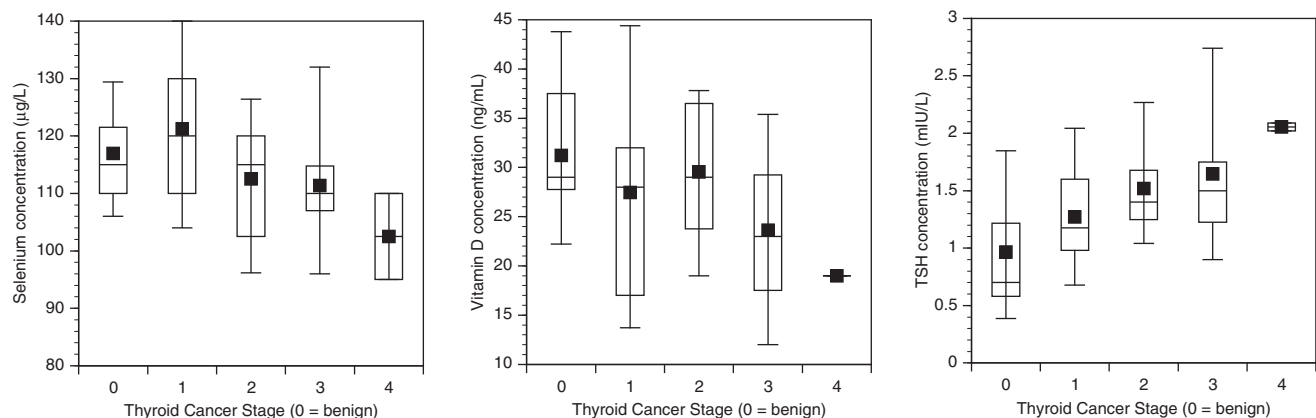 Selenium concentration (µg/L)
140
130
120
110
100
90
80
0 1 2 3 4
Thyroid Cancer Stage (0 = benign)
Vitamin D concentration (ng/mL)
45
40
35
30
25
20
15
10
0 1 2 3 4
Thyroid Cancer Stage (0 = benign)
TSH concentration (mIU/L)
3
2.5
2
1.5
1
0.5
0
0 1 2 3 4
Thyroid Cancer Stage (0 = benign)